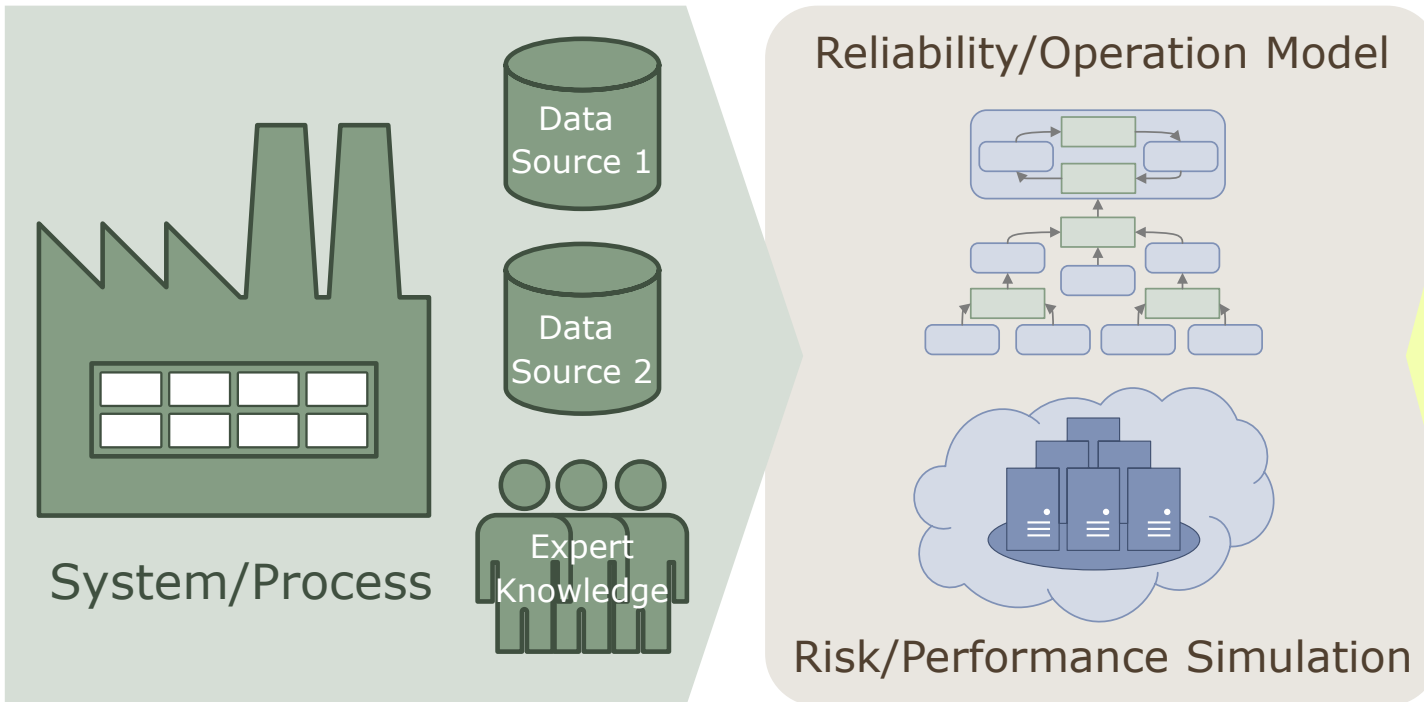 System/Process
Data
Source 1
Data
Source 2
Expert
Knowledge
Reliability/Operation Model
Risk/Performance Simulation